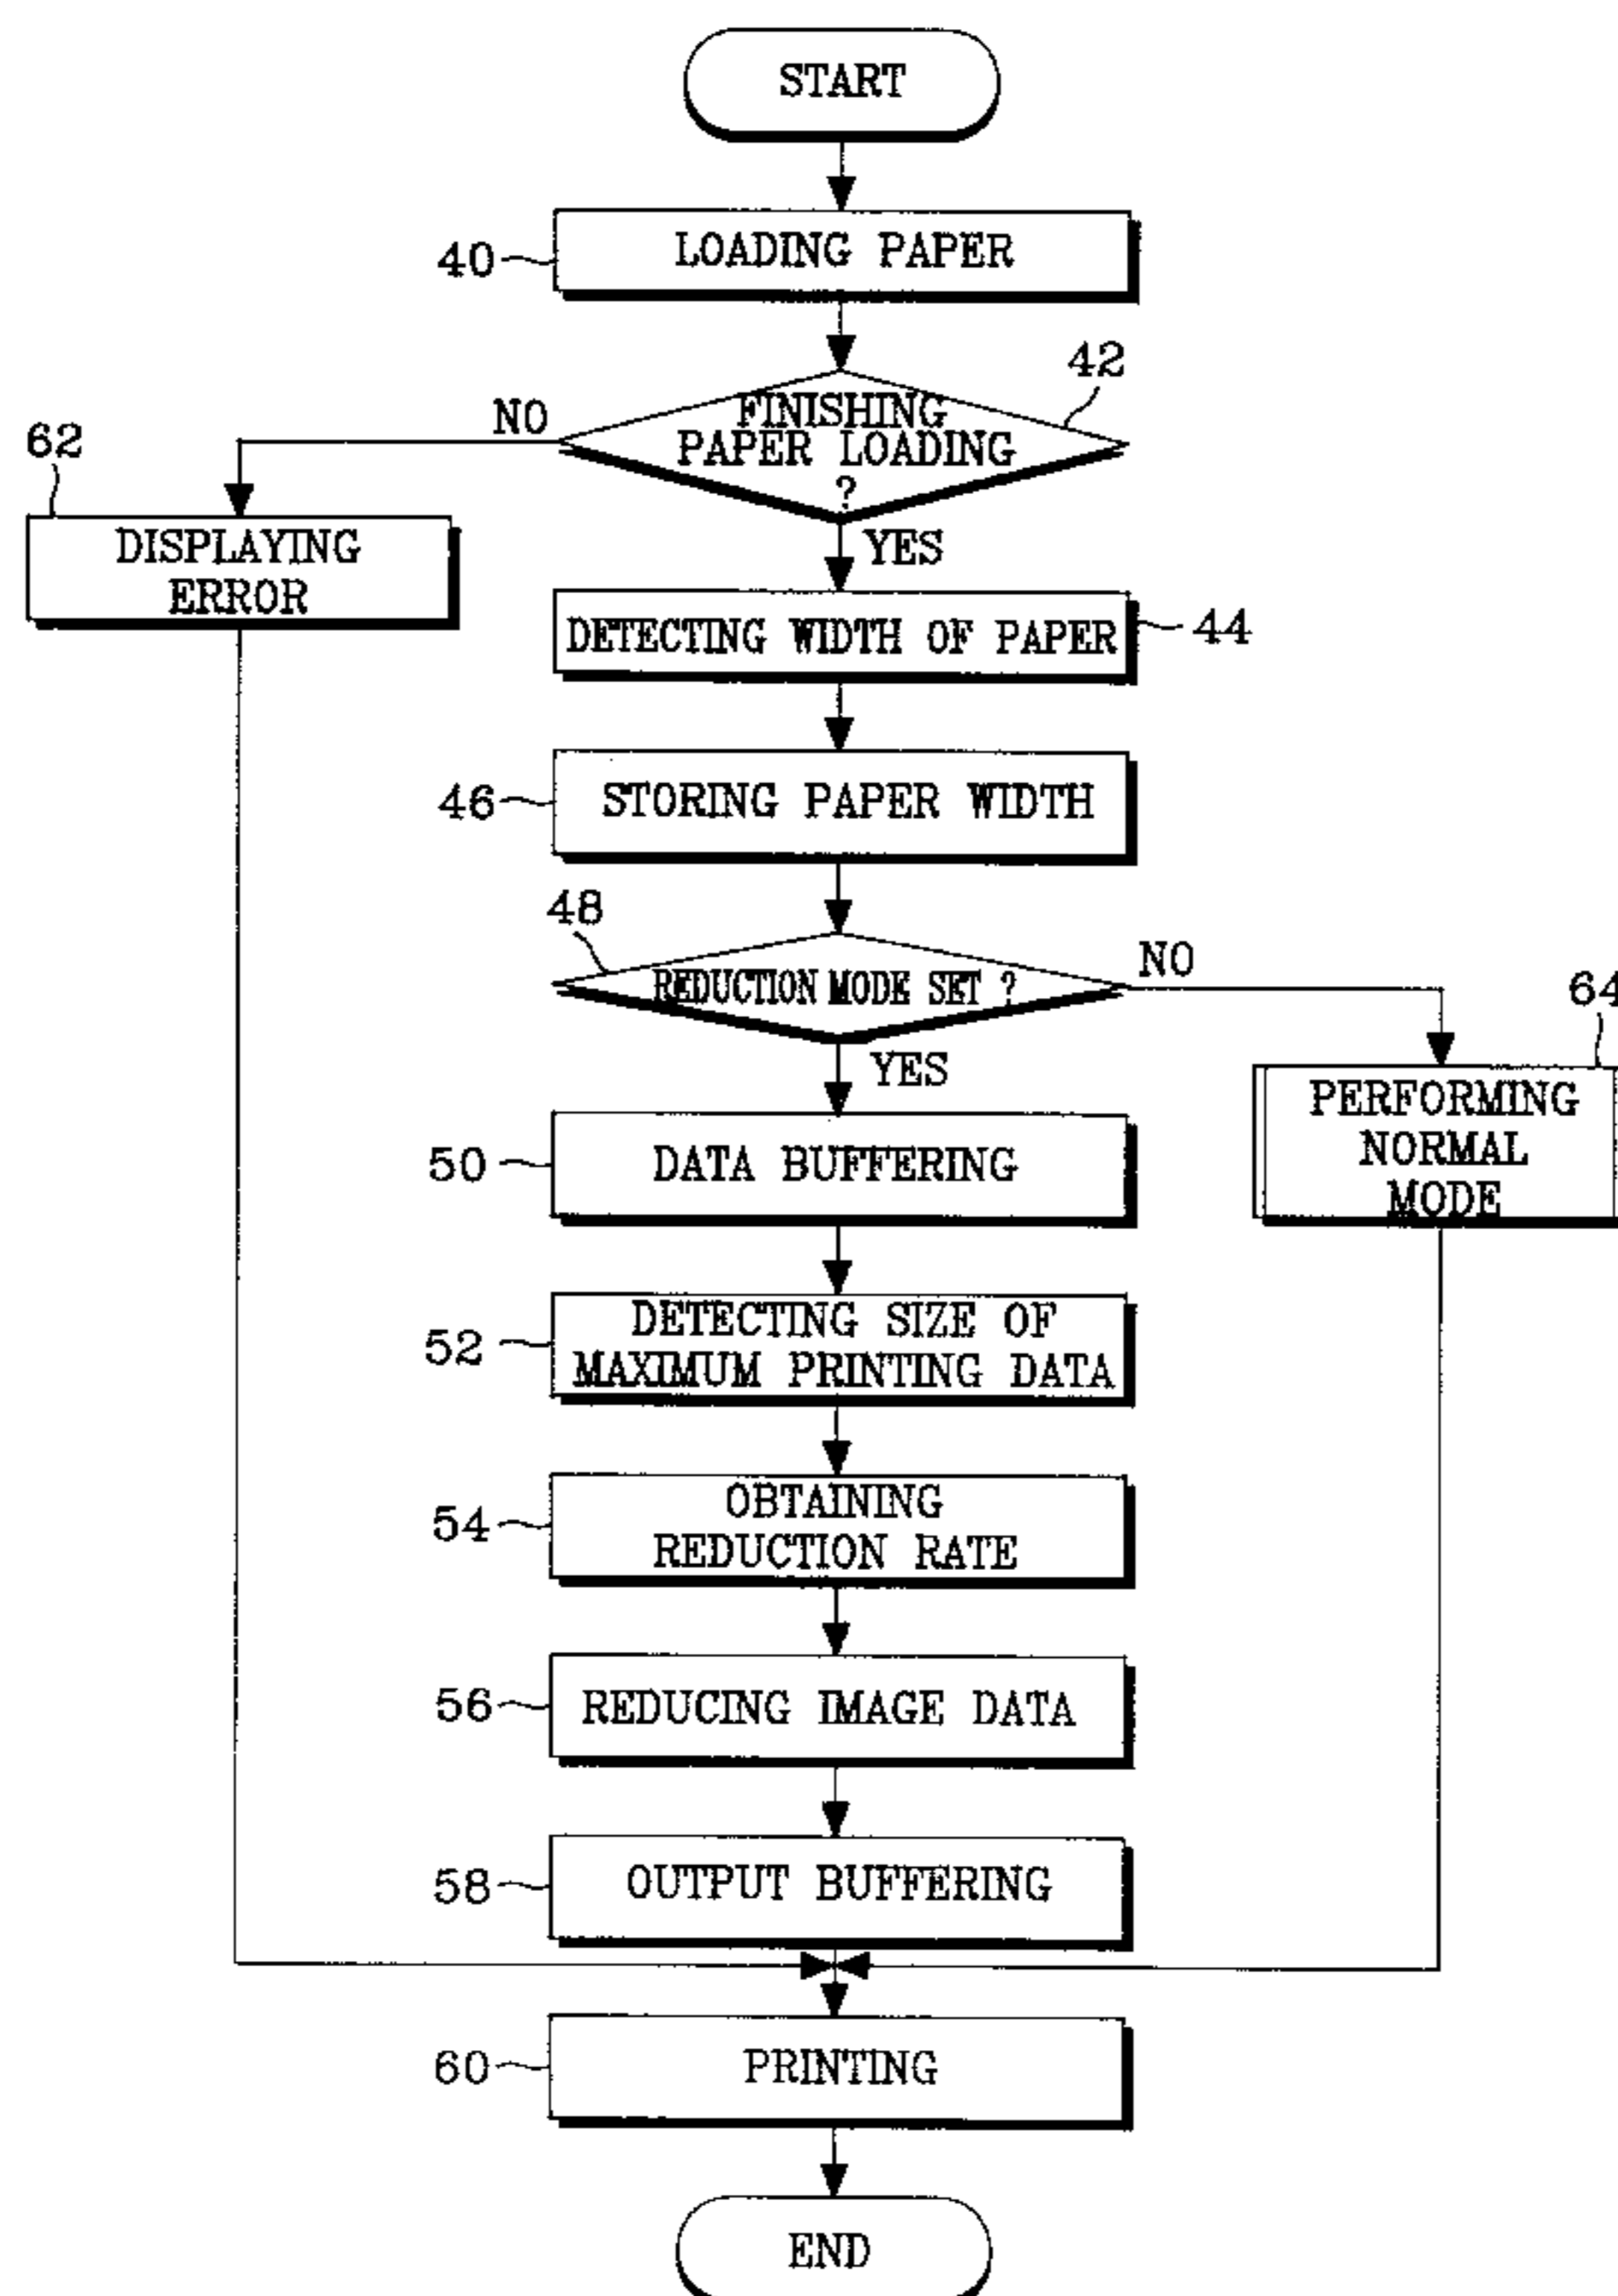 START
40
LOADING PAPER
42
FINISHING
PAPER LOADING
?
NO
YES
62
DISPLAYING
ERROR
DETECTING WIDTH OF PAPER
44
46
STORING PAPER WIDTH
48
REDUCTION MODE SET ?
NO
YES
64
PERFORMING
NORMAL
MODE
50
DATA BUFFERING
52
DETECTING SIZE OF
MAXIMUM PRINTING DATA
54
OBTAINING
REDUCTION RATE
56
REDUCING IMAGE DATA
58
OUTPUT BUFFERING
60
PRINTING
END